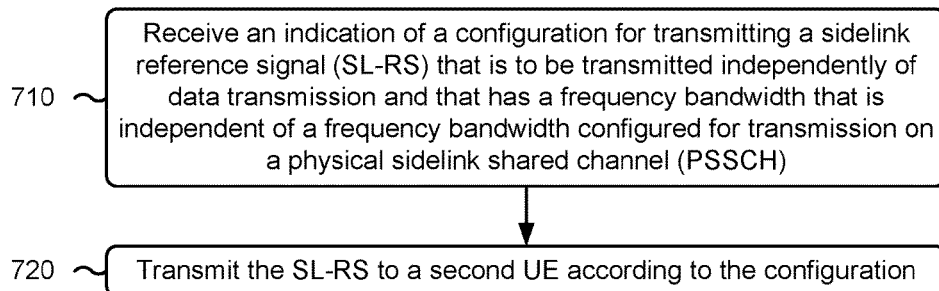 Receive an indication of a configuration for transmitting a sidelink
reference signal (SL-RS) that is to be transmitted independently of
710
data transmission and that has a frequency bandwidth that is
independent of a frequency bandwidth configured for transmission on
a physical sidelink shared channel (PSSCH)
720
Transmit the SL-RS to a second UE according to the configuration